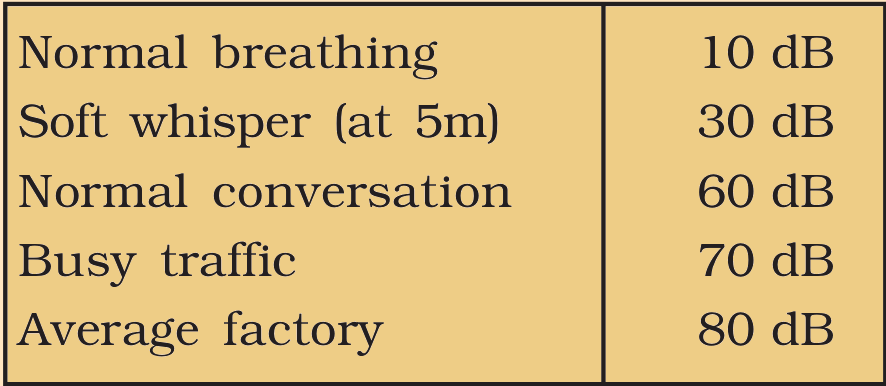 Normal breathing 10 dB
Soft whisper (at 5m) 30 dB
Normal conversation 60 dB
Busy traffic 70 dB
Average factory 80 dB